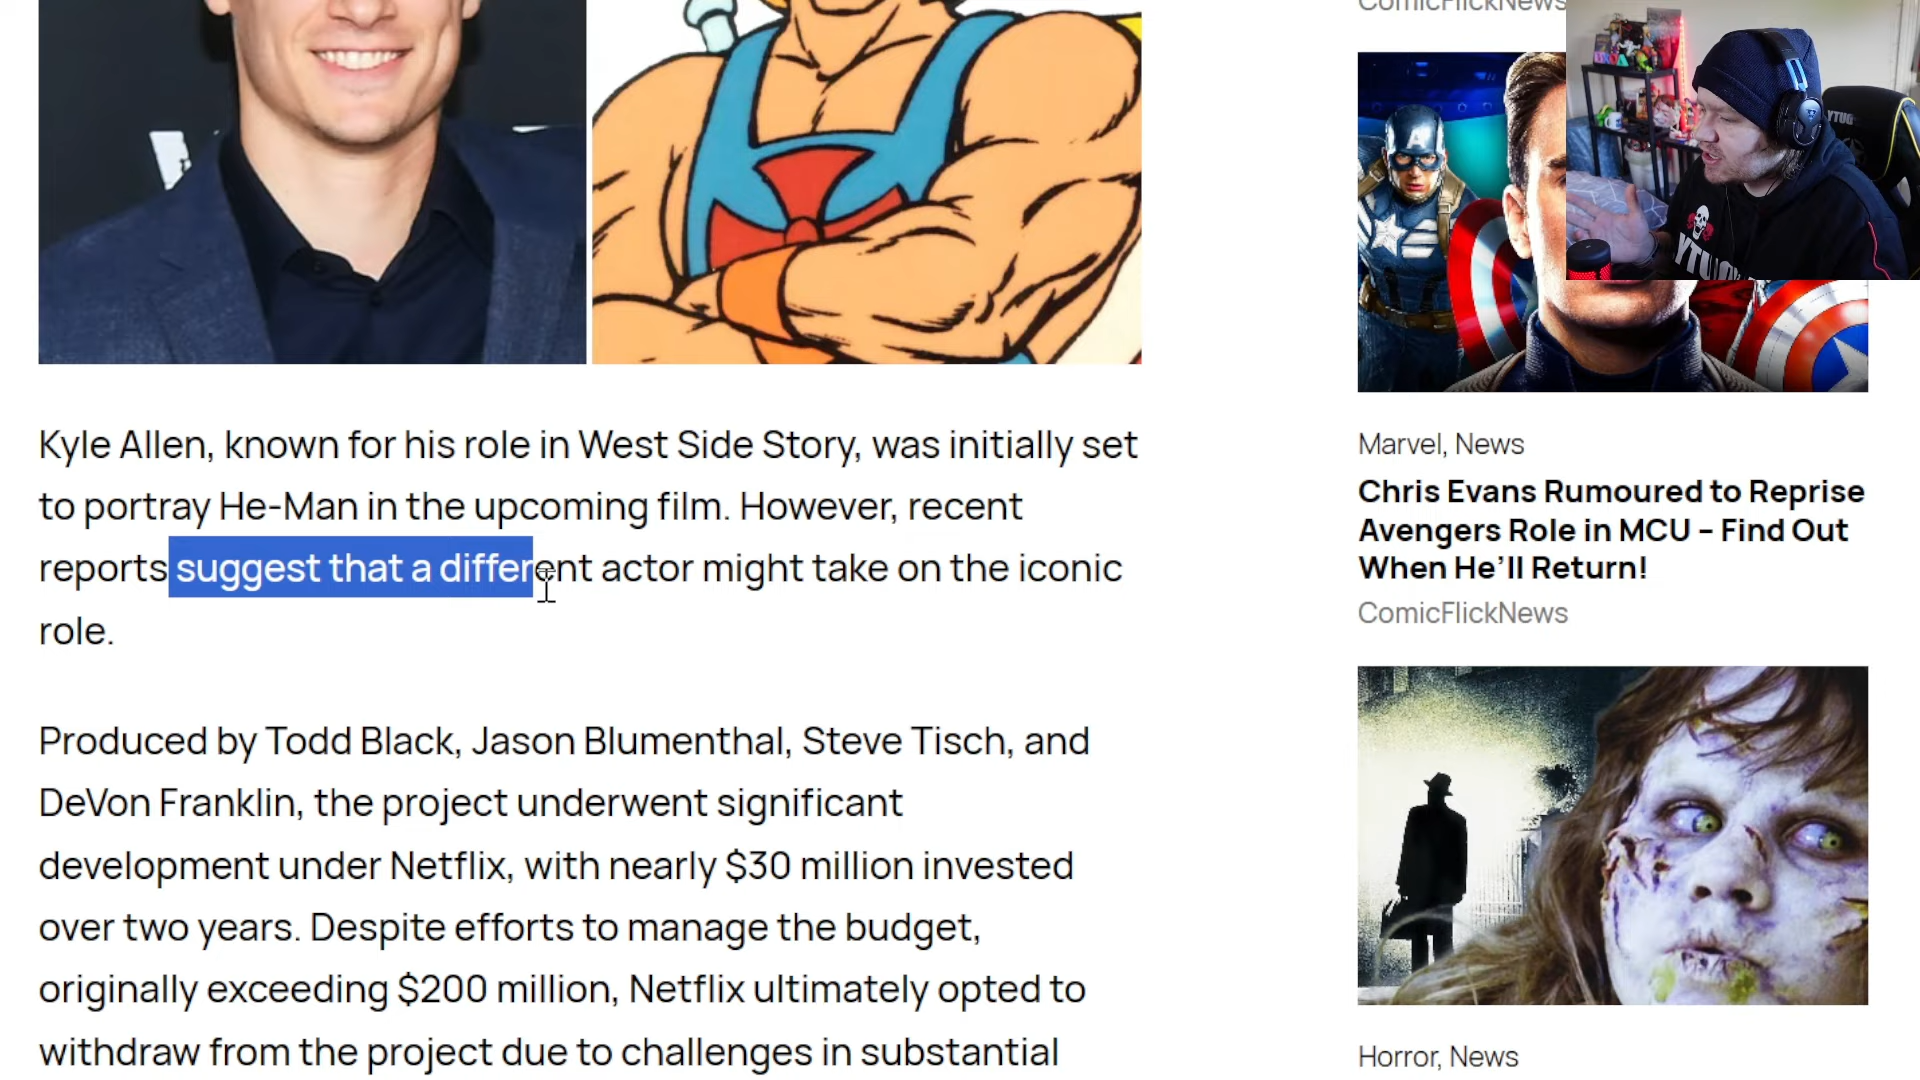 ComicFlickNews
YTUG
YTU
Kyle Allen, known for his role in West Side Story, was initially set
to portray He-Man in the upcoming film. However, recent
reports suggest that a different actor might take on the iconic
role.
Produced by Todd Black, Jason Blumenthal, Steve Tisch, and
DeVon Franklin, the project underwent significant
development under Netflix, with nearly $30 million invested
over two years. Despite efforts to manage the budget,
originally exceeding $200 million, Netflix ultimately opted to
withdraw from the project due to challenges in substantial
Marvel, News
Chris Evans Rumoured to Reprise
Avengers Role in MCU – Find Out
When He’ll Return!
ComicFlickNews
Horror, News